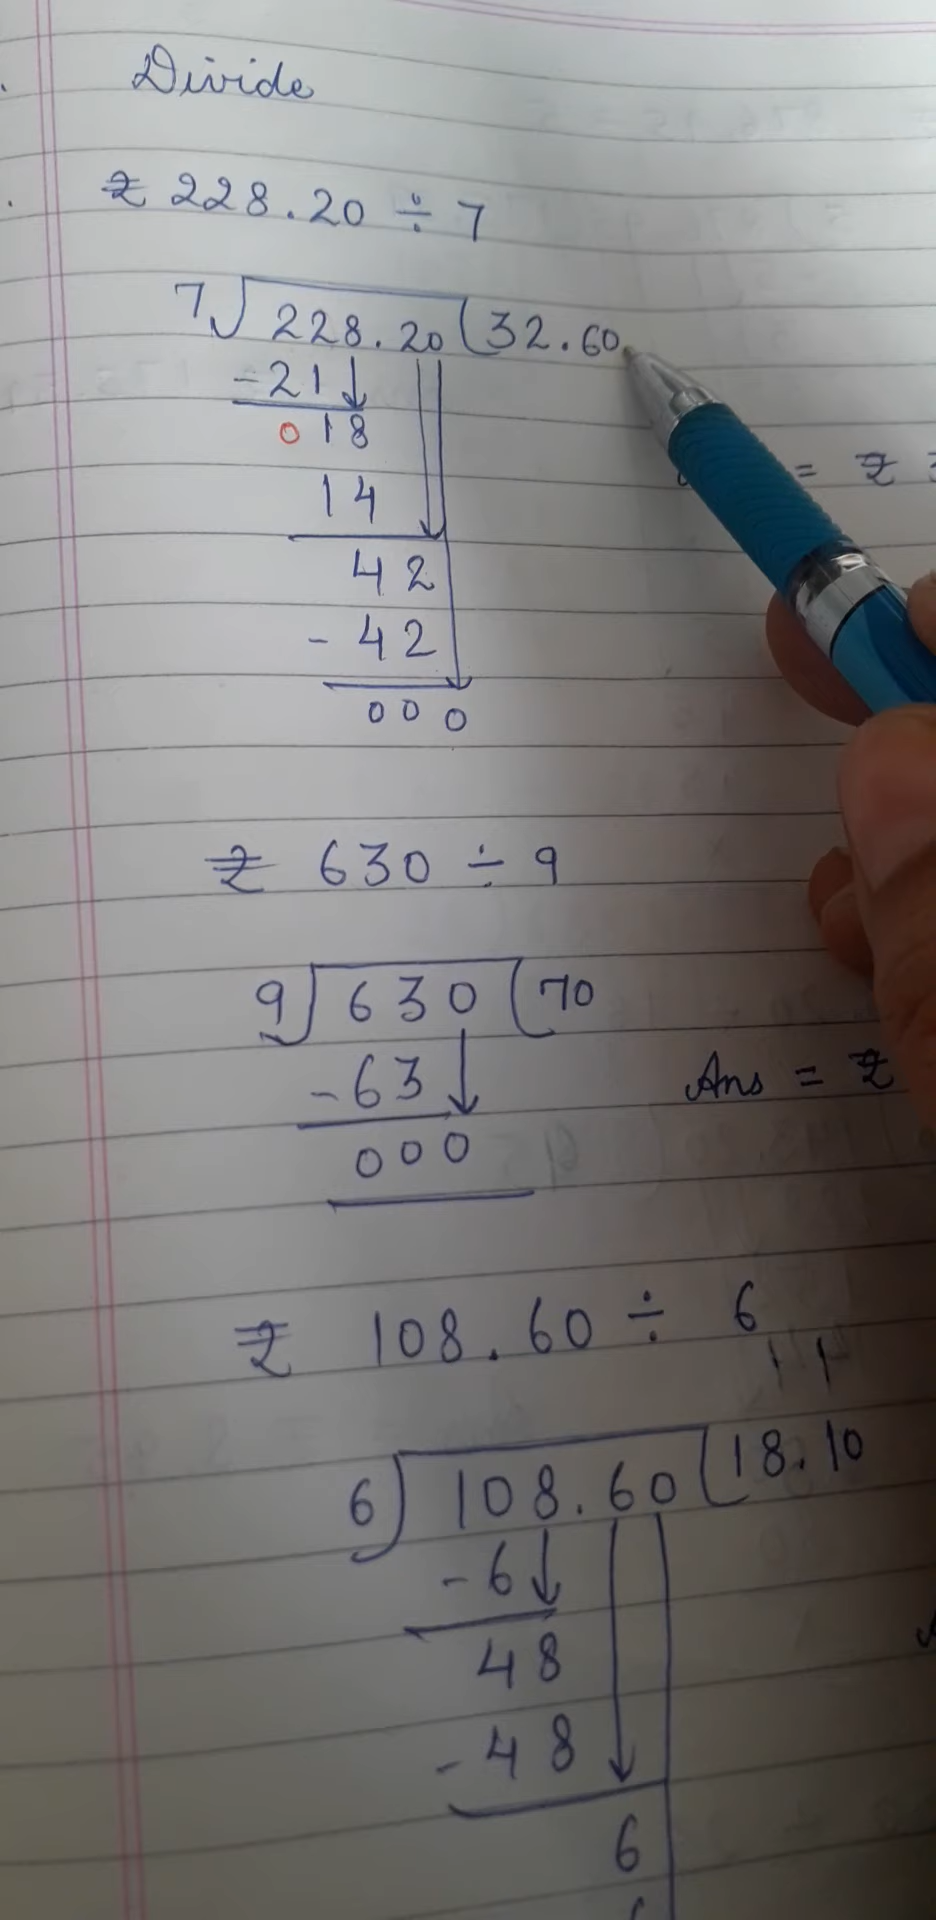 Divide
₹ 228.20 ÷ 7
7 228.20 32.60
-21
018
14
= ₹
42
- 42
000
₹ 630 ÷ 9
9 630 70
-63
Ans = ₹
000
₹ 108.60 ÷ 6
6 108.60 18.10
-6
48
-48
6